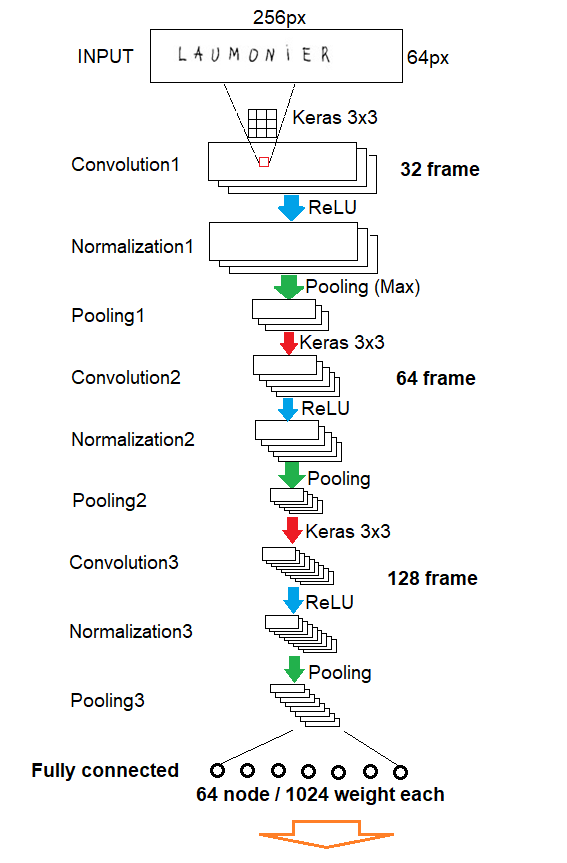 256px
INPUT
LAUMONIER
64px
Keras 3x3
Convolution1
32 frame
ReLU
Normalization1
Pooling (Max)
Pooling1
Keras 3x3
Convolution2
64 frame
ReLU
Normalization2
Pooling
Pooling2
Keras 3x3
Convolution3
128 frame
ReLU
Normalization3
Pooling
Pooling3
Fully connected
64 node / 1024 weight each